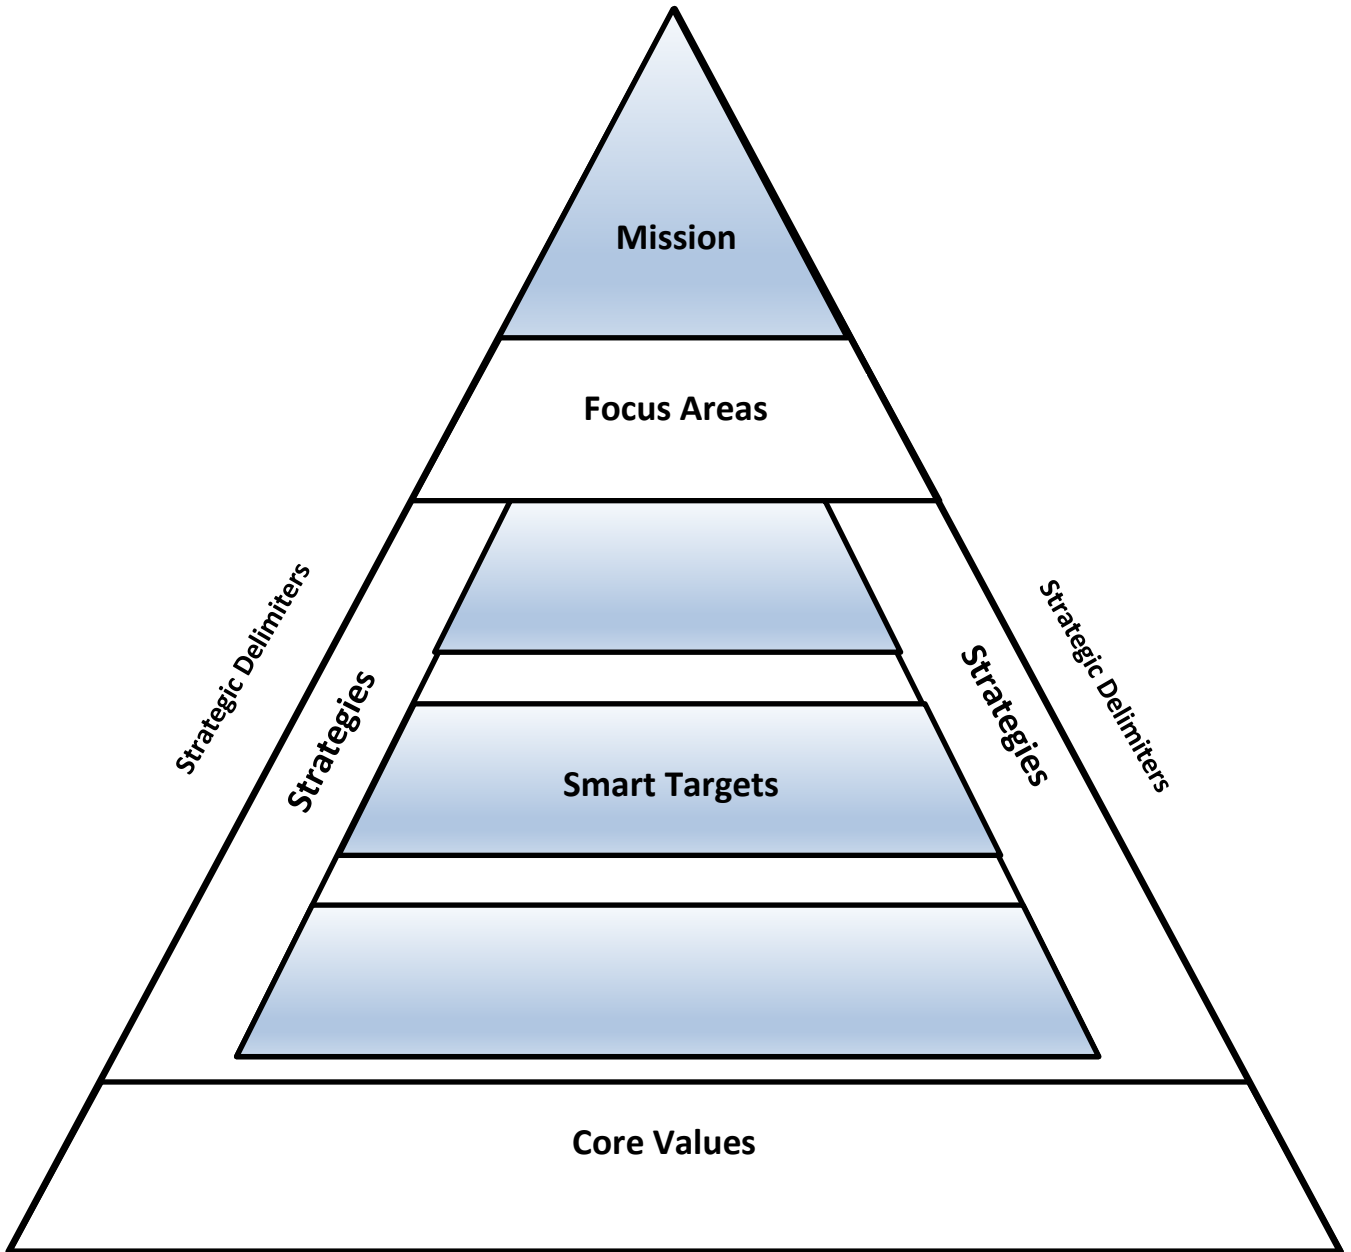 Mission
Focus Areas
Strategic Delimiters
Strategies
Strategies
Strategic Delimiters
Smart Targets
Core Values